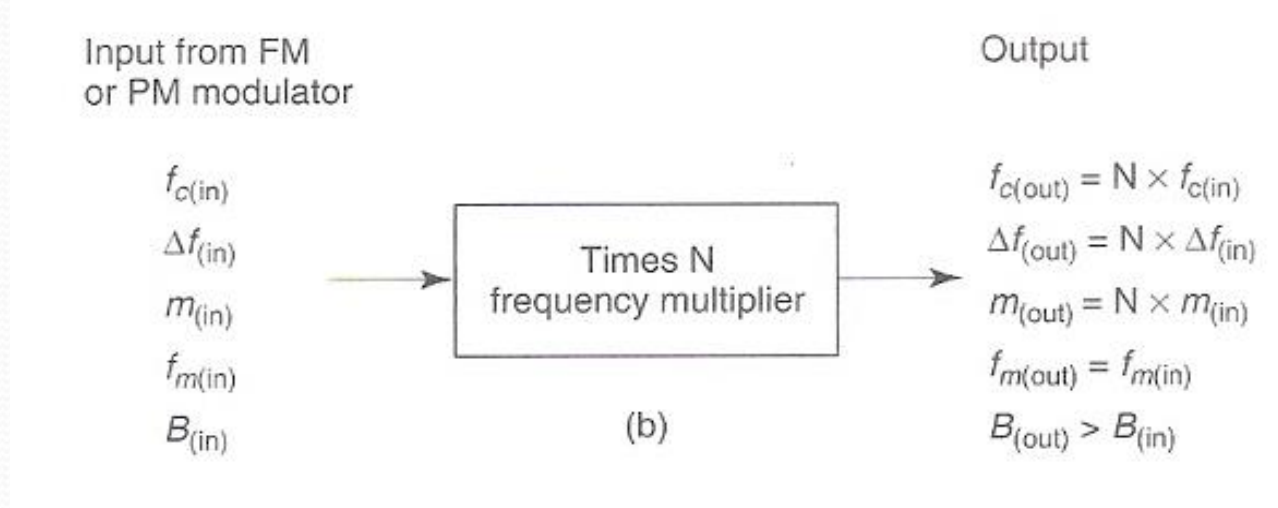 Input from FM
or PM modulator
f_c(in)
Δf_(in)
m_(in)
f_m(in)
B_(in)
Times N
frequency multiplier
(b)
Output
f_c(out) = N × f_c(in)
Δf_(out) = N × Δf_(in)
m_(out) = N × m_(in)
f_m(out) = f_m(in)
B_(out) > B_(in)